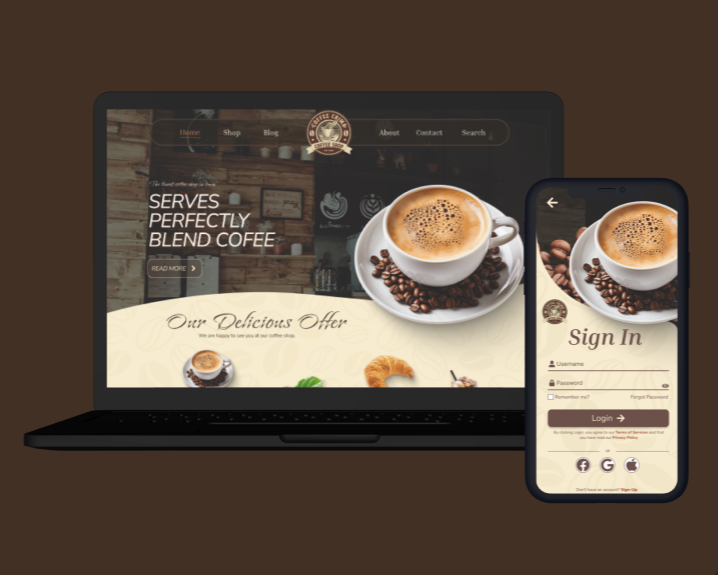 Home
Shop
Blog
COFFEE CRIMA
COFFEE SHOP
About
Contact
Search
The finest coffee shop in town
SERVES
PERFECTLY
BLEND COFEE
READ MORE
Our Delicious Offer
We are happy to see you at our coffee shop.
Sign In
Username
Password
Remember me?
Forgot Password
Login
By clicking Login, you agree to our Terms of Services and that
you have read our Privacy Policy
or
Don't have an account? Sign-Up